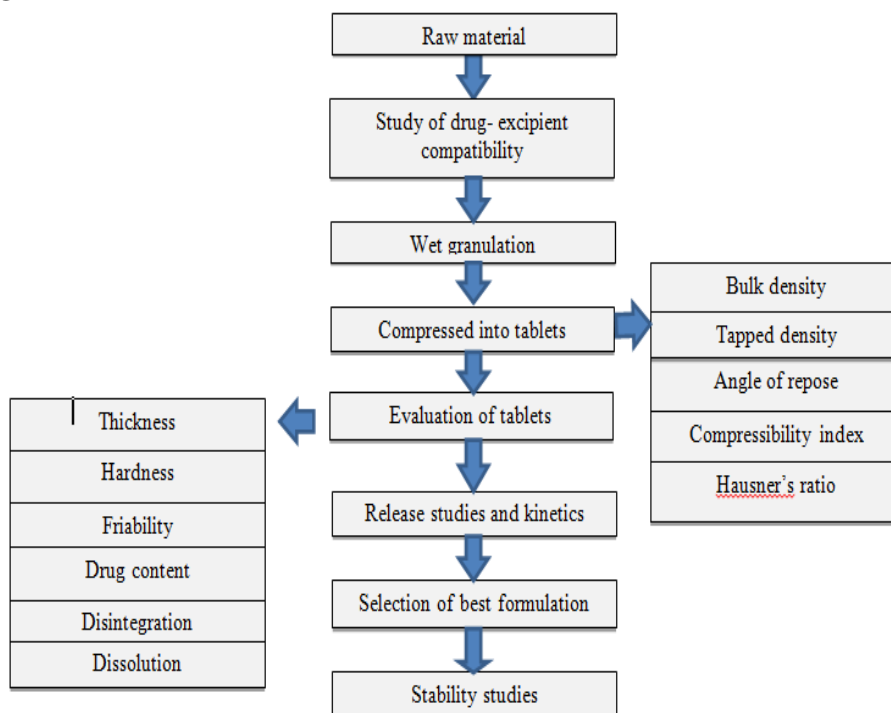 Raw material
Study of drug- excipient
compatibility
Wet granulation
Compressed into tablets
Bulk density
Tapped density
Angle of repose
Compressibility index
Hausner's ratio
Evaluation of tablets
Thickness
Hardness
Friability
Drug content
Disintegration
Dissolution
Release studies and kinetics
Selection of best formulation
Stability studies